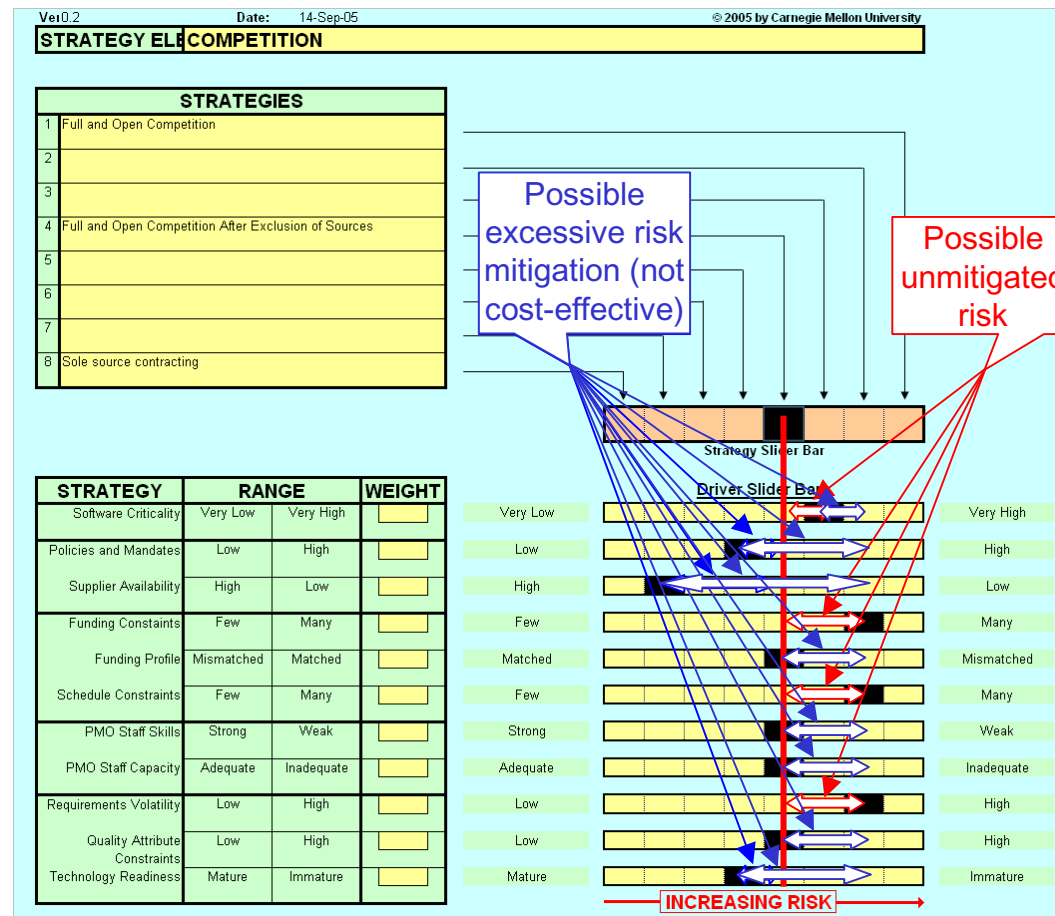 Ver0.2 Date: 14-Sep-05 © 2005 by Carnegie Mellon University
STRATEGY ELE COMPETITION
STRATEGIES
1 Full and Open Competition
2
3
4 Full and Open Competition After Exclusion of Sources
5
6
7
8 Sole source contracting
Possible
excessive risk
mitigation (not
cost-effective)
Possible
unmitigated
risk
Strategy Slider Bar
STRATEGY RANGE WEIGHT
Driver Slider Bar
Software Criticality Very Low Very High Very Low Very High
Policies and Mandates Low High Low High
Supplier Availability High Low High Low
Funding Constaints Few Many Few Many
Funding Profile Mismatched Matched Matched Mismatched
Schedule Constraints Few Many Few Many
PMO Staff Skills Strong Weak Strong Weak
PMO Staff Capacity Adequate Inadequate Adequate Inadequate
Requirements Volatility Low High Low High
Quality Attribute Low High Low High
Constraints
Technology Readiness Mature Immature Mature Immature
INCREASING RISK